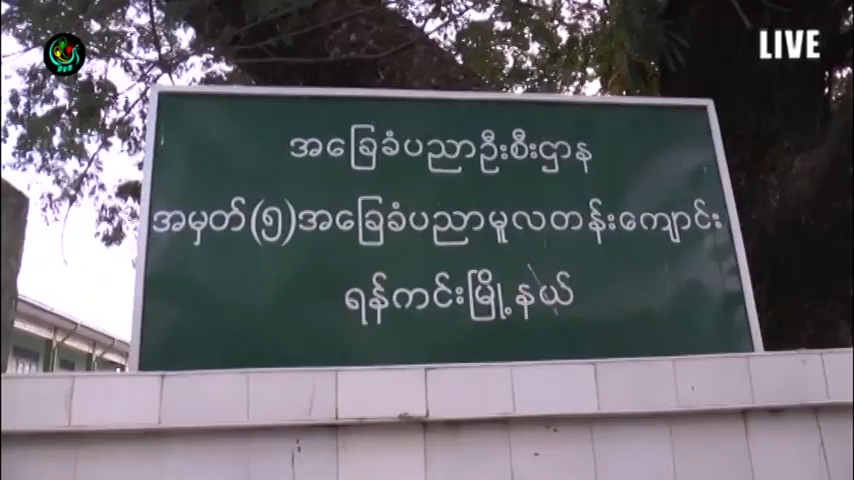 LIVE
DVB
အခြေခံပညာဦးစီးဌာန
အမှတ်(၅)အခြေခံပညာမူလတန်းကျောင်း
ရန်ကင်းမြို့နယ်